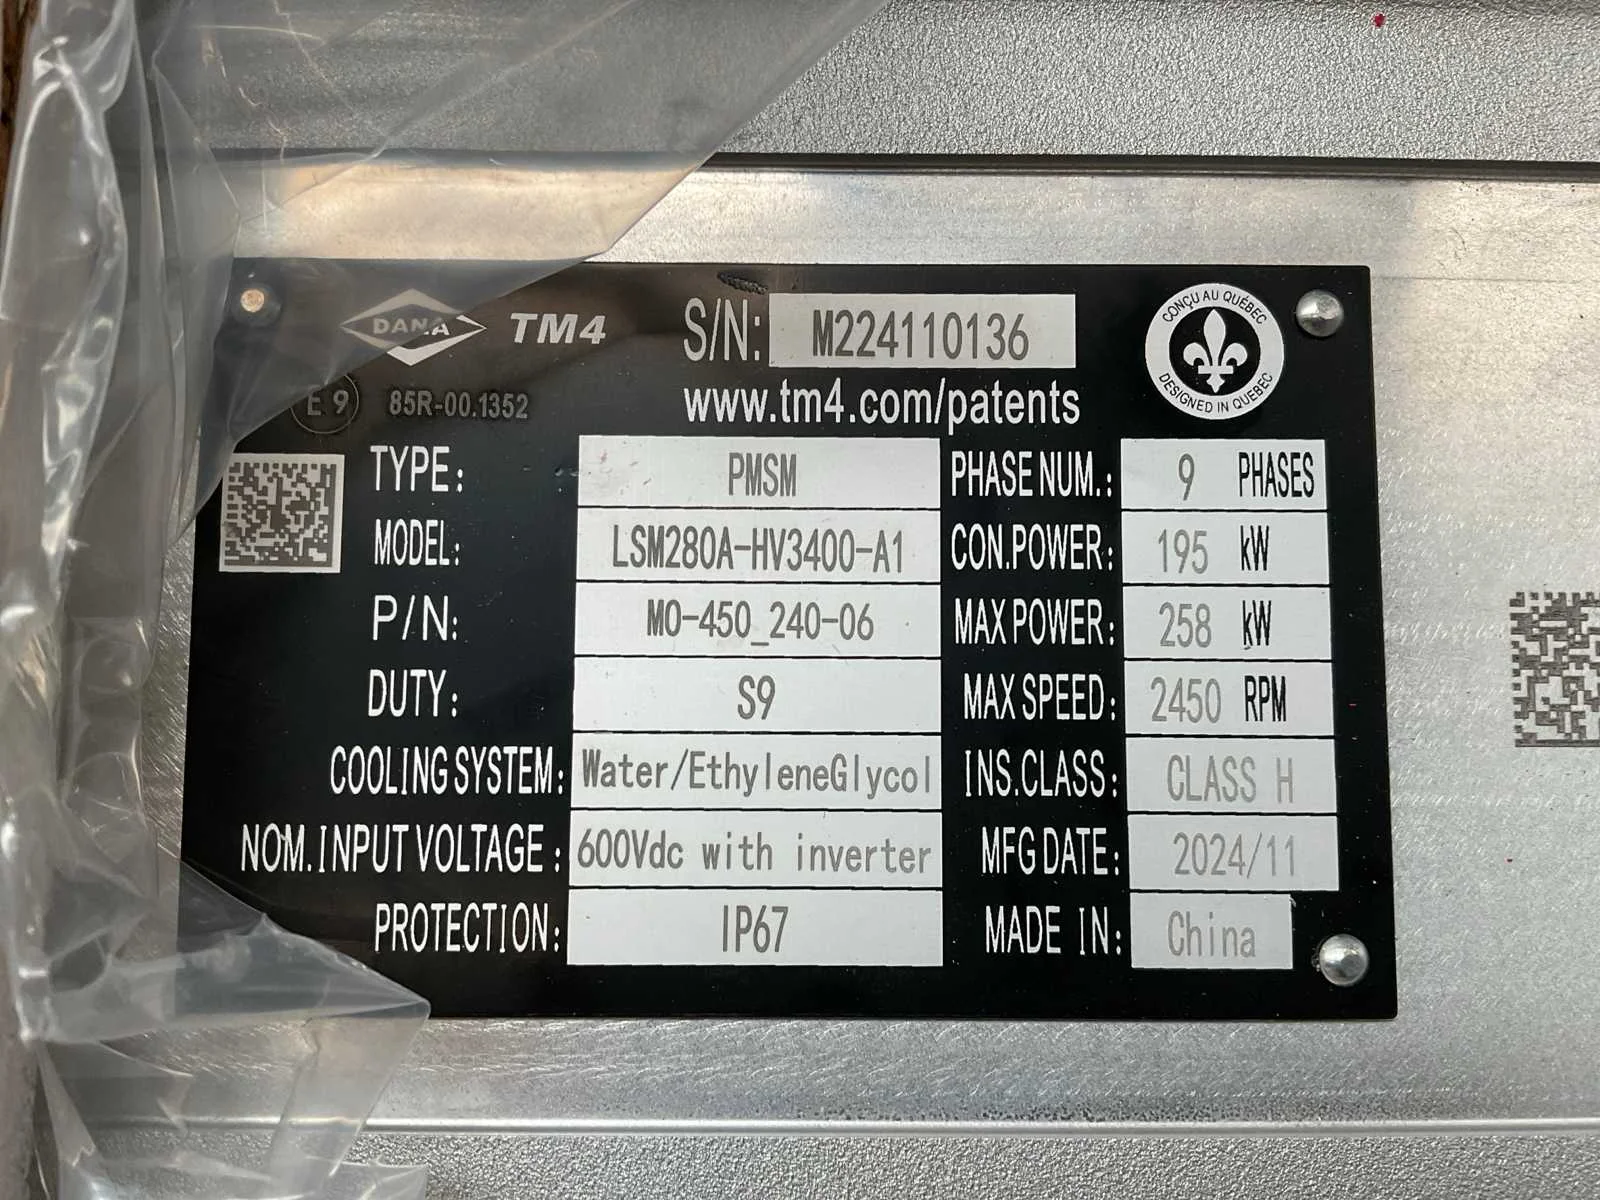 DANA TM4 S/N: M224110136
CONÇU AU QUÉBEC
DESIGNED IN QUÉBEC
E 9 85R-00.1352 www.tm4.com/patents
TYPE: PMSM PHASE NUM.: 9 PHASES
MODEL: LSM280A-HV3400-A1 CON.POWER: 195 kW
P/N: MO-450_240-06 MAX POWER: 258 kW
DUTY: S9 MAX SPEED: 2450 RPM
COOLING SYSTEM: Water/EthyleneGlycol INS.CLASS: CLASS H
NOM.INPUT VOLTAGE: 600Vdc with inverter MFG DATE: 2024/11
PROTECTION: IP67 MADE IN: China